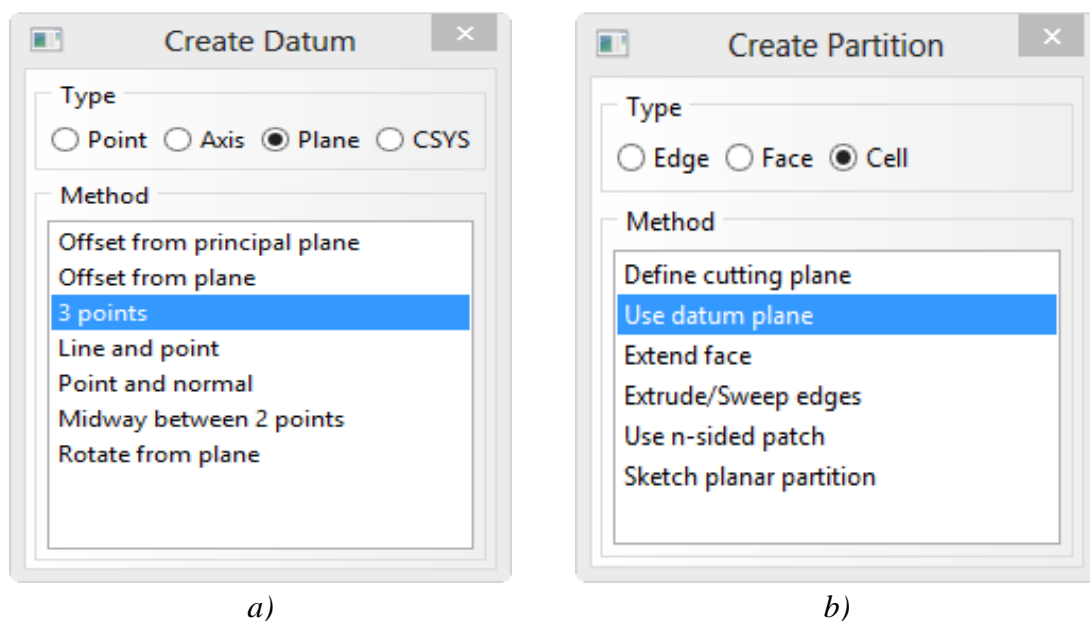 Create Datum
Type
Point Axis Plane CSYS
Method
Offset from principal plane
Offset from plane
3 points
Line and point
Point and normal
Midway between 2 points
Rotate from plane
a)
Create Partition
Type
Edge Face Cell
Method
Define cutting plane
Use datum plane
Extend face
Extrude/Sweep edges
Use n-sided patch
Sketch planar partition
b)